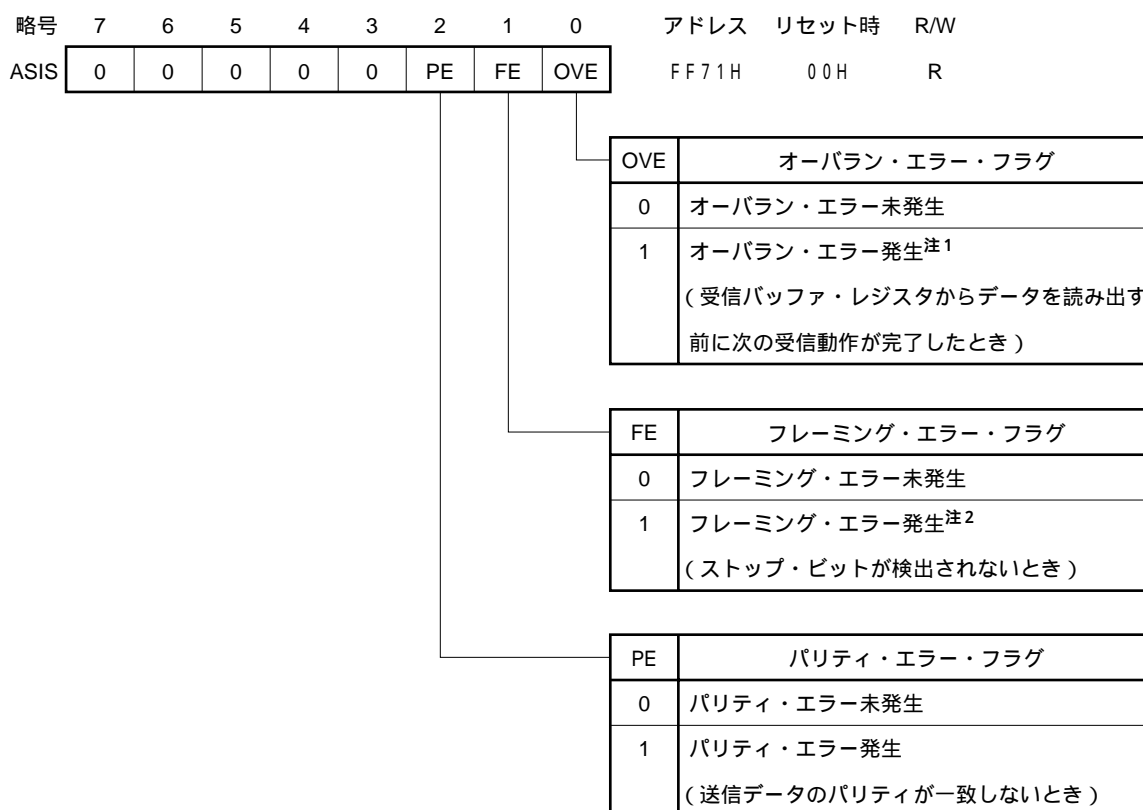 略号 7 6 5 4 3 2 1 0 アドレス リセット時 R/W
ASIS 0 0 0 0 0 PE FE OVE FF71H 00H R
OVE オーバラン・エラー・フラグ
0 オーバラン・エラー未発生
1 オーバラン・エラー発生注1
(受信バッファ・レジスタからデータを読み出す
前に次の受信動作が完了したとき)
FE フレーミング・エラー・フラグ
0 フレーミング・エラー未発生
1 フレーミング・エラー発生注2
(ストップ・ビットが検出されないとき)
PE パリティ・エラー・フラグ
0 パリティ・エラー未発生
1 パリティ・エラー発生
(送信データのパリティが一致しないとき)